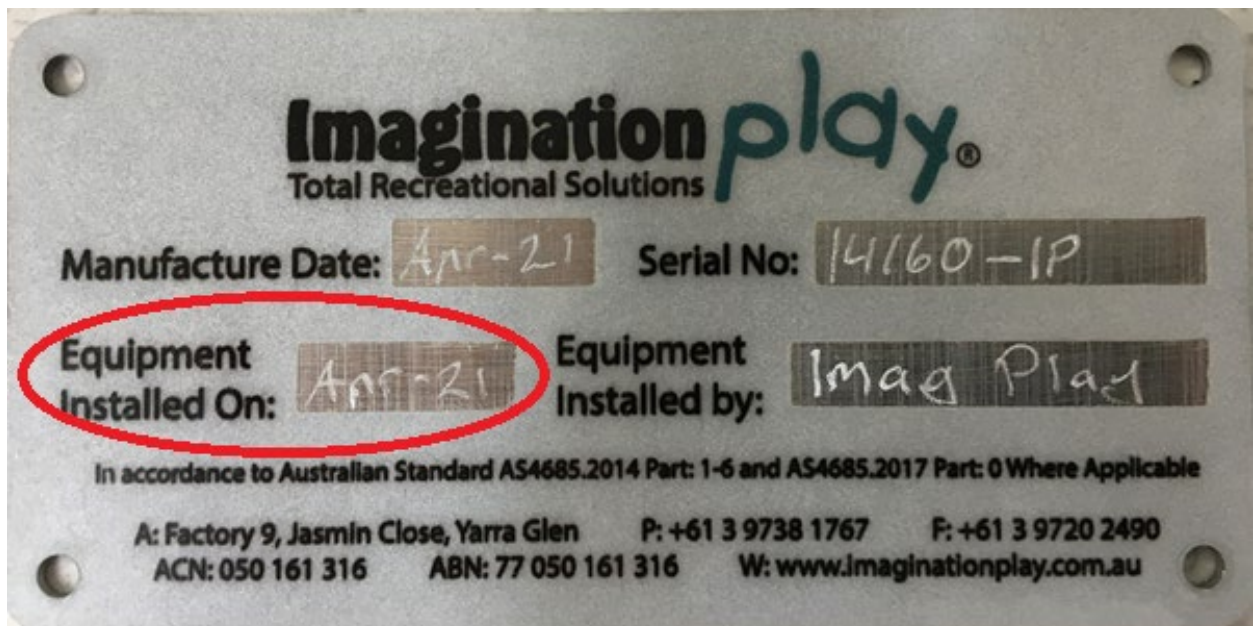 Imagination play®
Total Recreational Solutions
Manufacture Date: Apr-21 Serial No: 14160-IP
Equipment Installed On: Apr-21 Equipment Installed by: Imag Play
In accordance to Australian Standard AS4685.2014 Part: 1-6 and AS4685.2017 Part: 0 Where Applicable
A: Factory 9, Jasmin Close, Yarra Glen P: +61 3 9738 1767 F: +61 3 9720 2490
ACN: 050 161 316 ABN: 77 050 161 316 W: www.imaginationplay.com.au